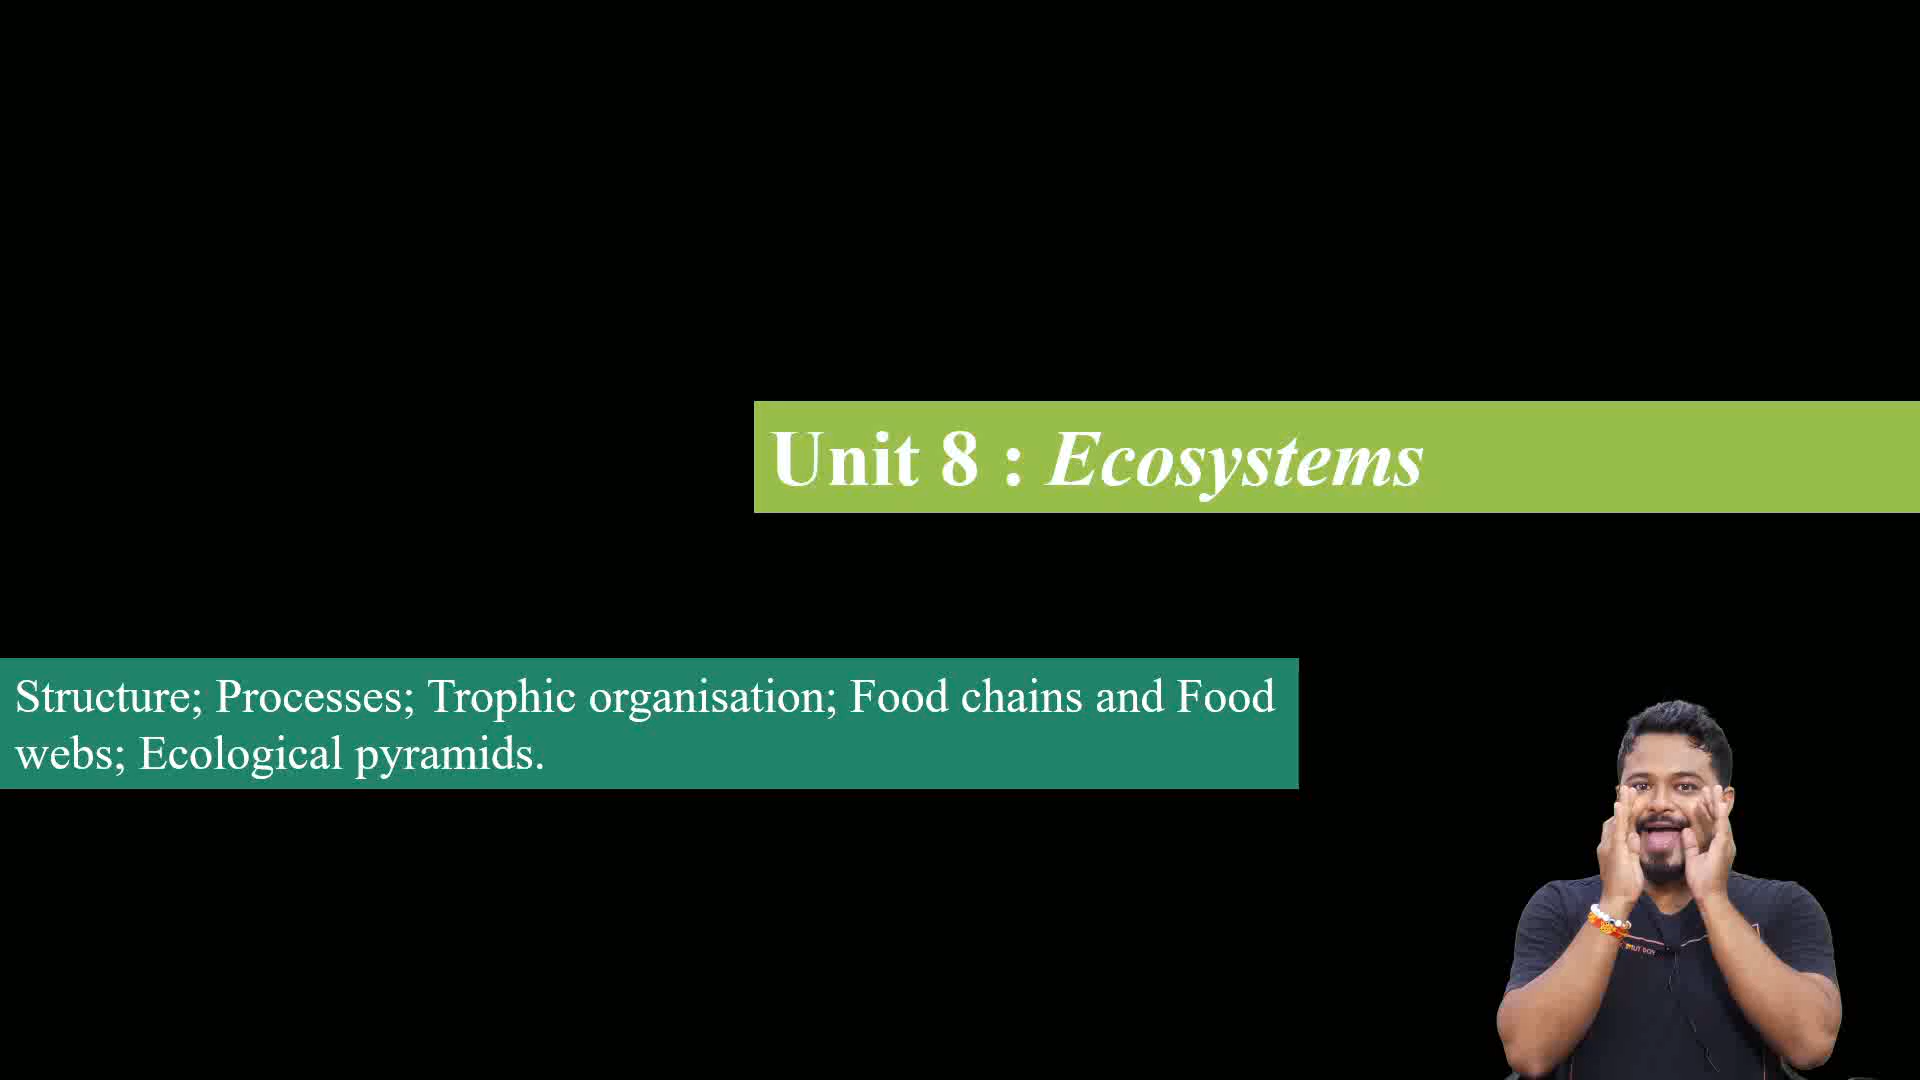 Unit 8 : Ecosystems
Structure; Processes; Trophic organisation; Food chains and Food
webs; Ecological pyramids.